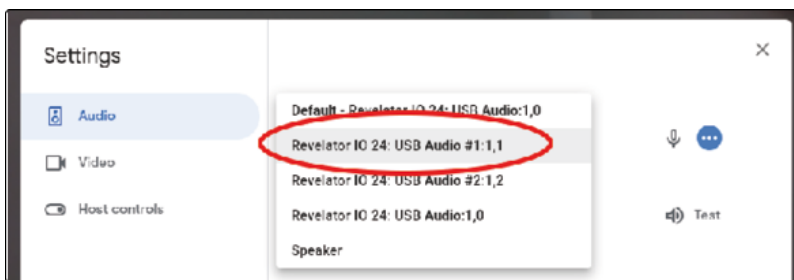 Settings
Audio
Video
Host controls
Default - Revelator IO 24: USB Audio:1,0
Revelator IO 24: USB Audio #1:1,1
Revelator IO 24: USB Audio #2:1,2
Revelator IO 24: USB Audio:1,0
Speaker
Test